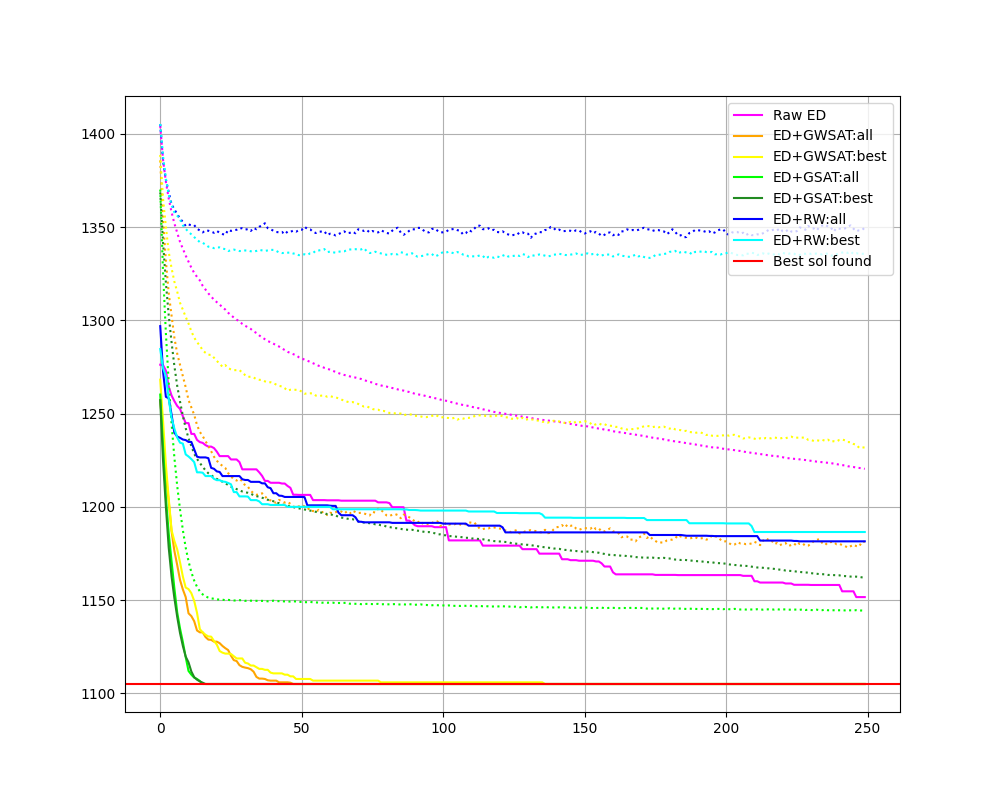 1400
1350
1300
1250
1200
1150
1100
0
50
100
150
200
250
Raw ED
ED+GWSAT:all
ED+GWSAT:best
ED+GSAT:all
ED+GSAT:best
ED+RW:all
ED+RW:best
Best sol found